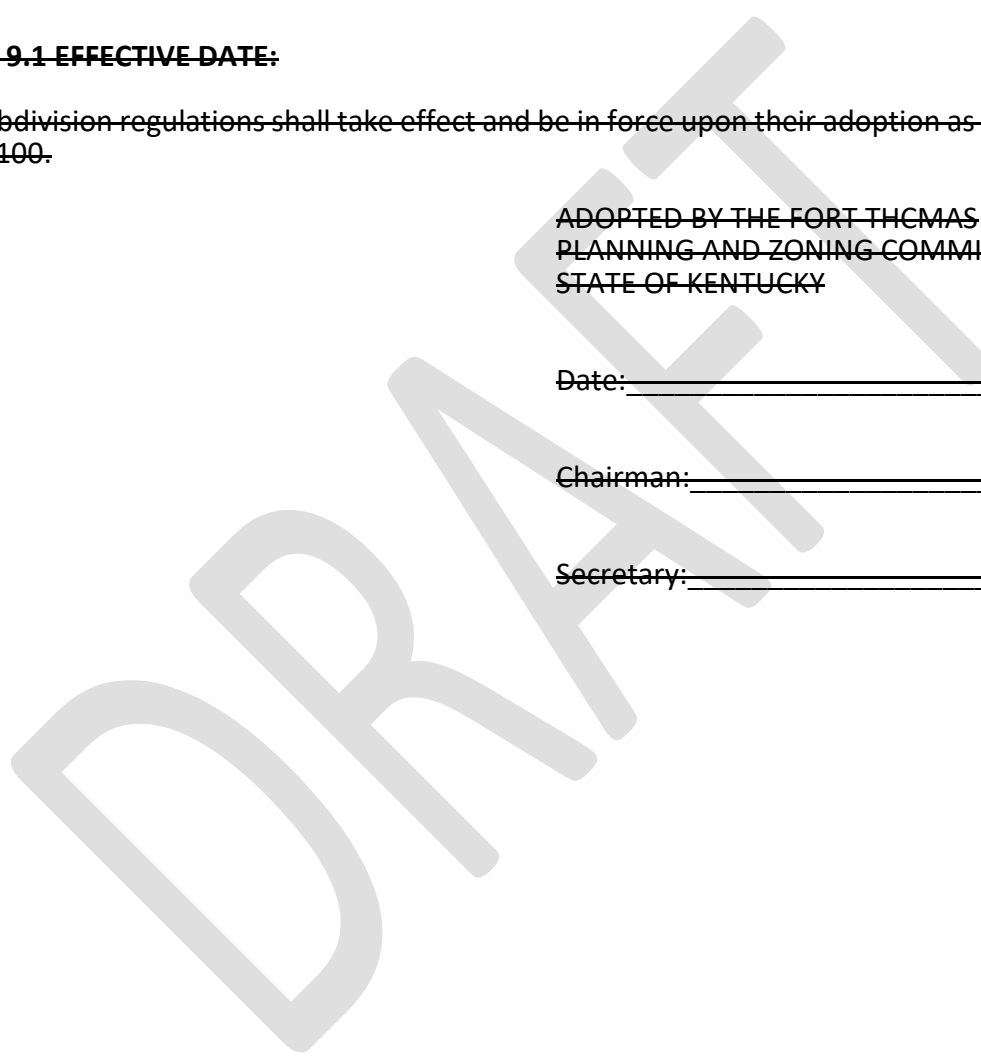 9.1 EFFECTIVE DATE:
bdivision regulations shall take effect and be in force upon their adoption as
100.
ADOPTED BY THE FORT THCMAS
PLANNING AND ZONING COMMI
STATE OF KENTUCKY
Date:
Chairman:
Secretary:
DRAFT